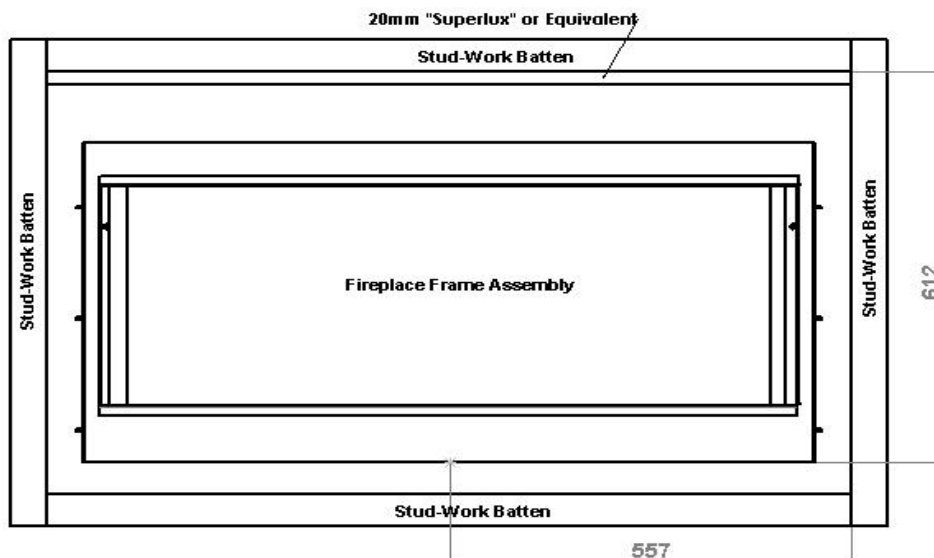 20mm "Superlux" or Equivalent
Stud-Work Batten
Stud-Work Batten
Fireplace Frame Assembly
Stud-Work Batten
612
Stud-Work Batten
557